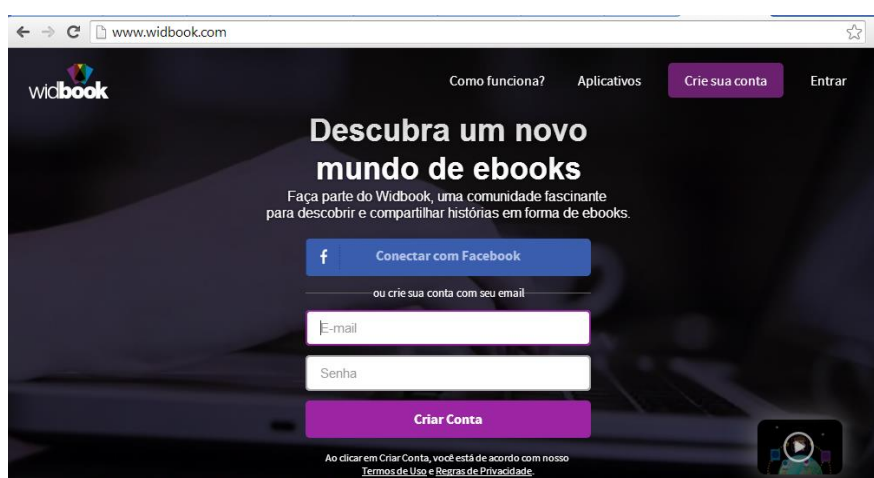 www.widbook.com
widbook
Como funciona?
Aplicativos
Crie sua conta
Entrar
Descubra um novo
mundo de ebooks
Faça parte do Widbook, uma comunidade fascinante
para descobrir e compartilhar histórias em forma de ebooks.
f
Conectar com Facebook
ou crie sua conta com seu email
E-mail
Senha
Criar Conta
Ao clicar em Criar Conta, você está de acordo com nosso
Termos de Uso e Regras de Privacidade.